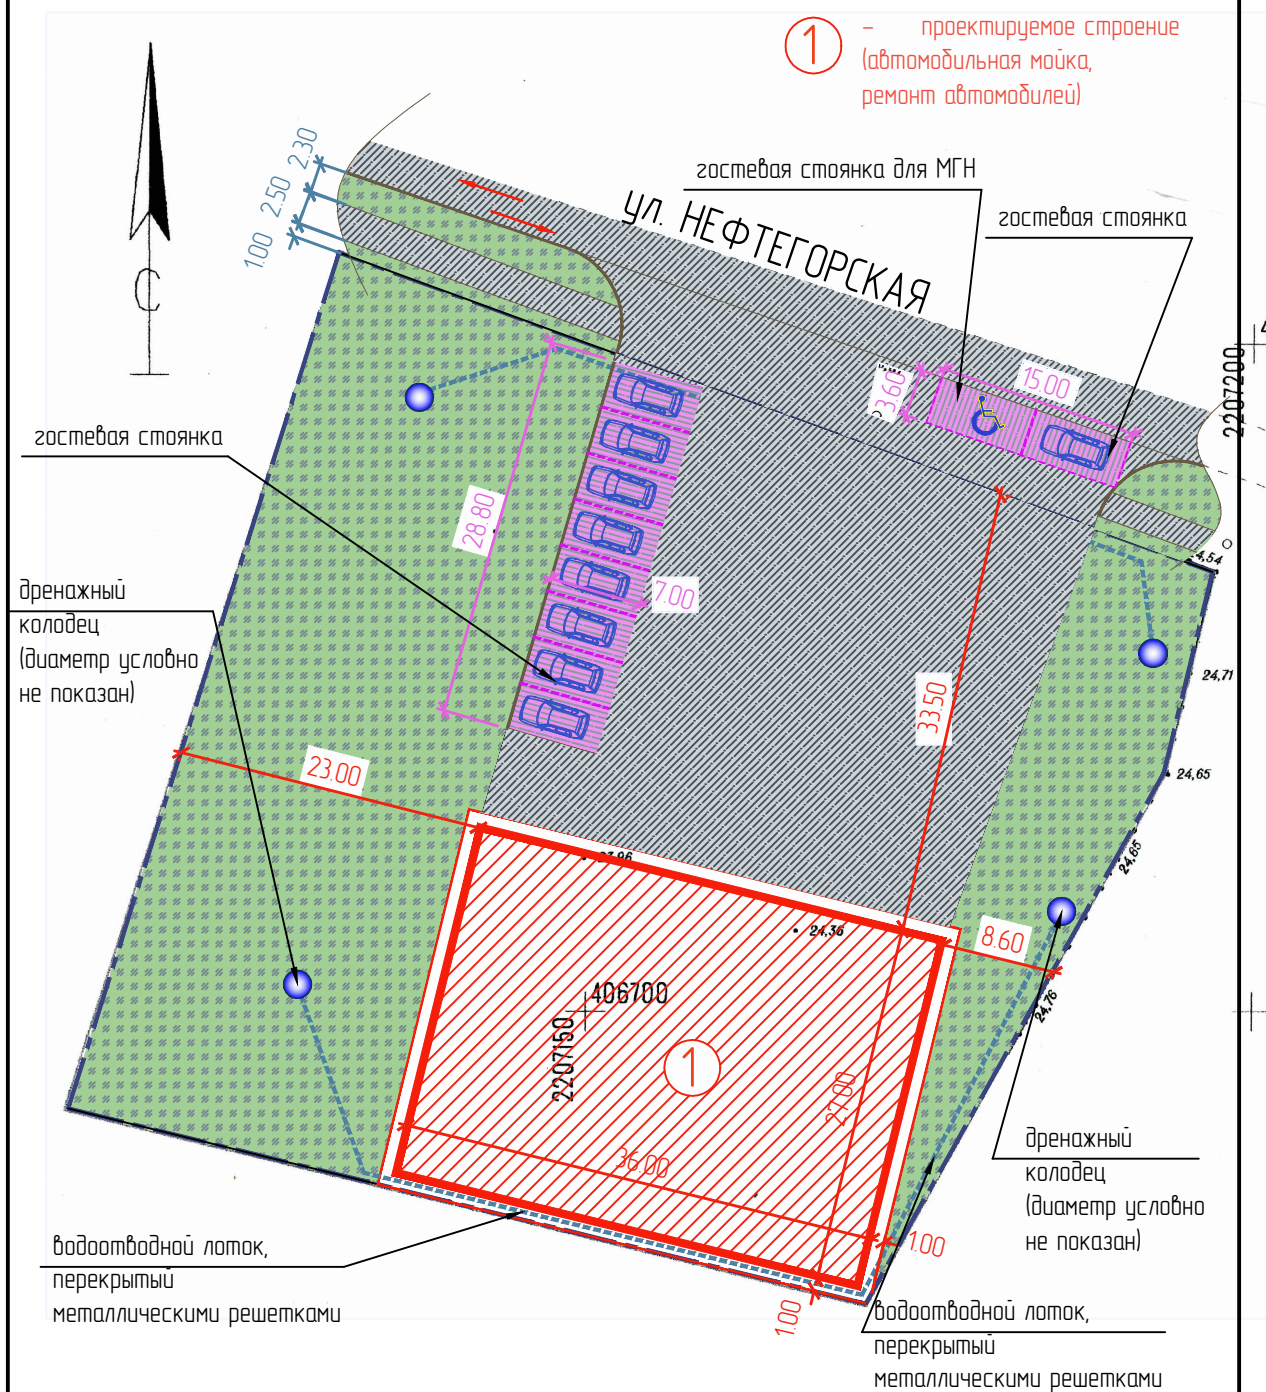 1 - проектируемое строение
(автомобильная мойка,
ремонт автомобилей)
гостевая стоянка для МГН
гостевая стоянка
ул. НЕФТЕГОРСКАЯ
2.30
2.50
1.00
С
15.00
3.60
2207200
4
гостевая стоянка
28.80
7.00
4,54
дренажный
колодец
(диаметр условно
не показан)
24,71
33.50
24,65
23.00
24,65
23,96
24,36
8.60
24,76
406700
2207150
1
27.00
36.00
дренажный
колодец
(диаметр условно
не показан)
1.00
1.00
водоотводной лоток,
перекрытый
металлическими решетками
водоотводной лоток,
перекрытый
металлическими решетками